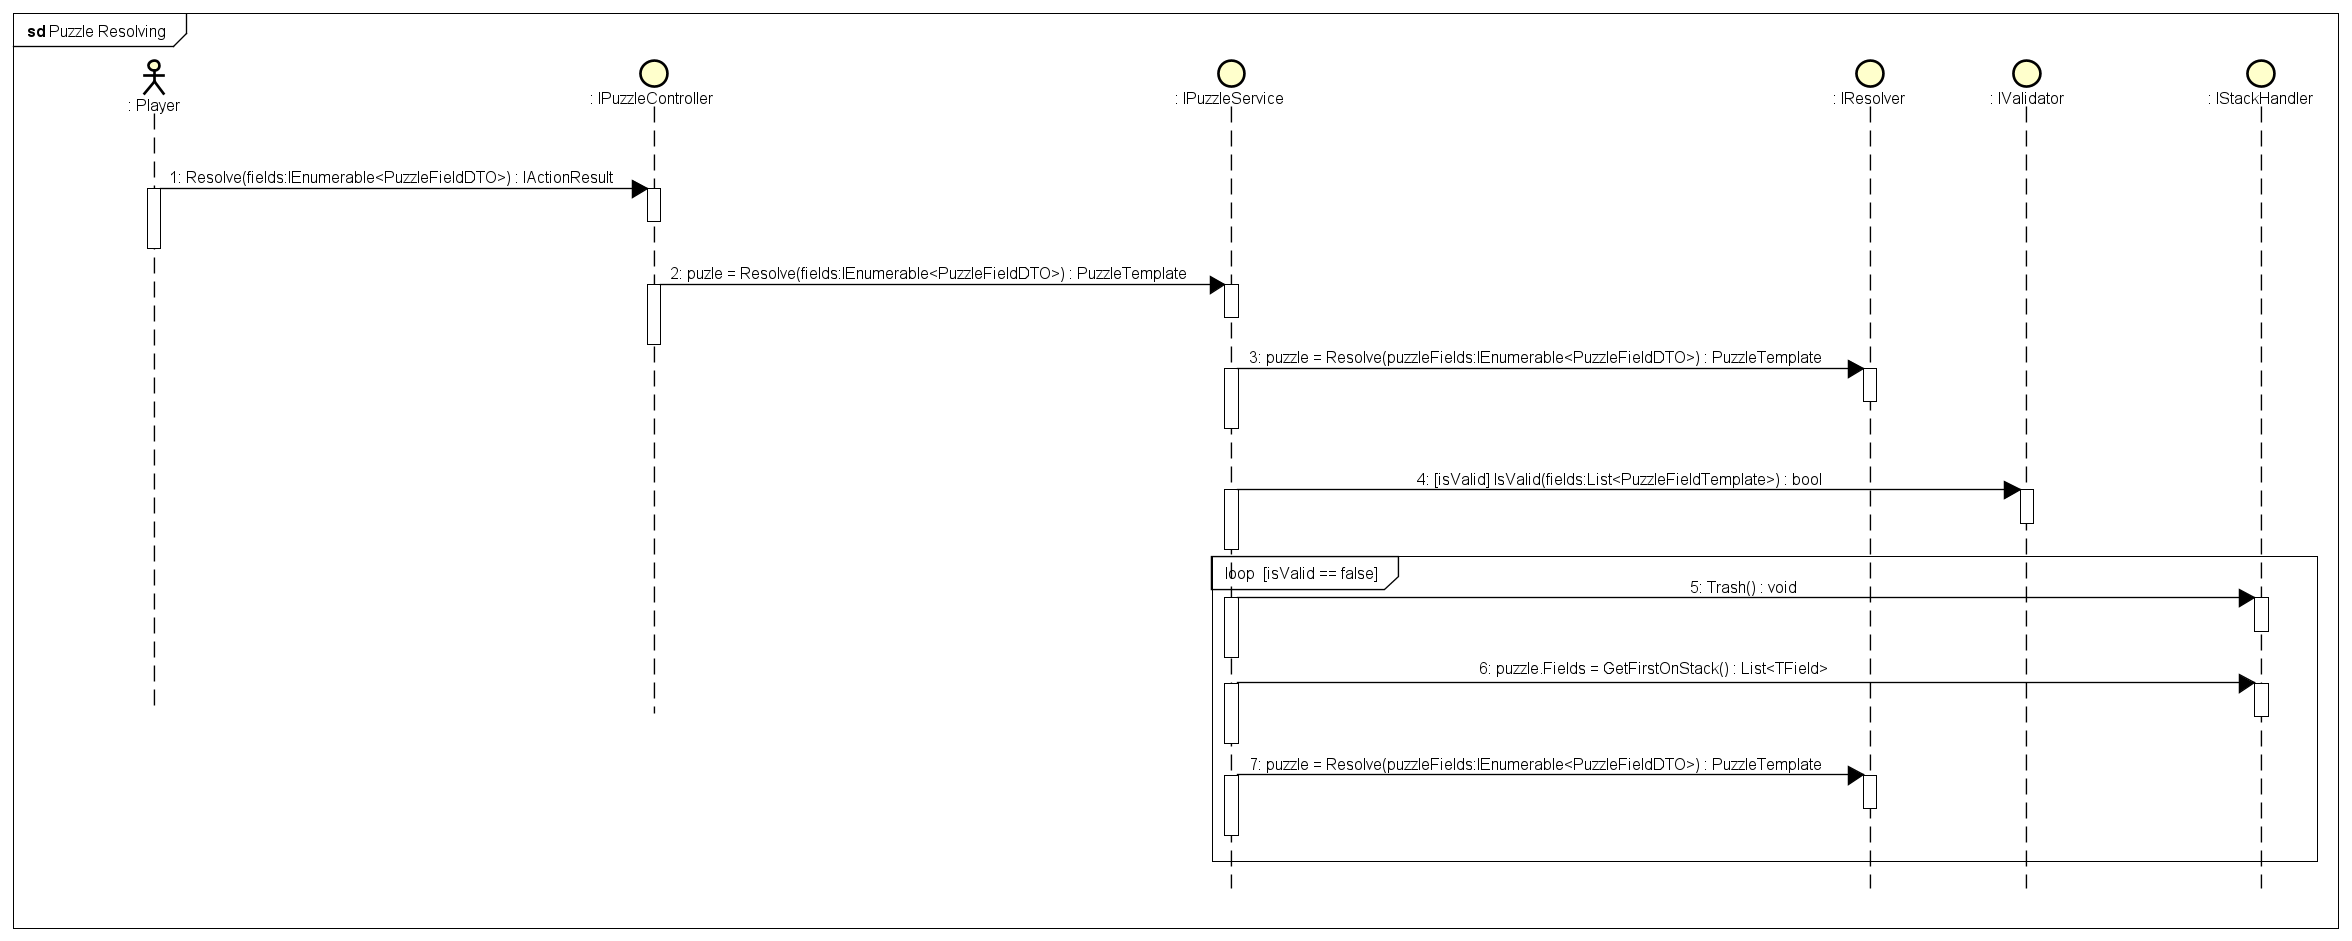 sd Puzzle Resolving
: Player
: IPuzzleController
: IPuzzleService
: IResolver
: IValidator
: IStackHandler
1: Resolve(fields:IEnumerable<PuzzleFieldDTO>) : IActionResult
2: puzle = Resolve(fields:IEnumerable<PuzzleFieldDTO>) : PuzzleTemplate
3: puzzle = Resolve(puzzleFields:IEnumerable<PuzzleFieldDTO>) : PuzzleTemplate
4: [isValid] IsValid(fields:List<PuzzleFieldTemplate>) : bool
loop [isValid == false]
5: Trash() : void
6: puzzle.Fields = GetFirstOnStack() : List<TField>
7: puzzle = Resolve(puzzleFields:IEnumerable<PuzzleFieldDTO>) : PuzzleTemplate